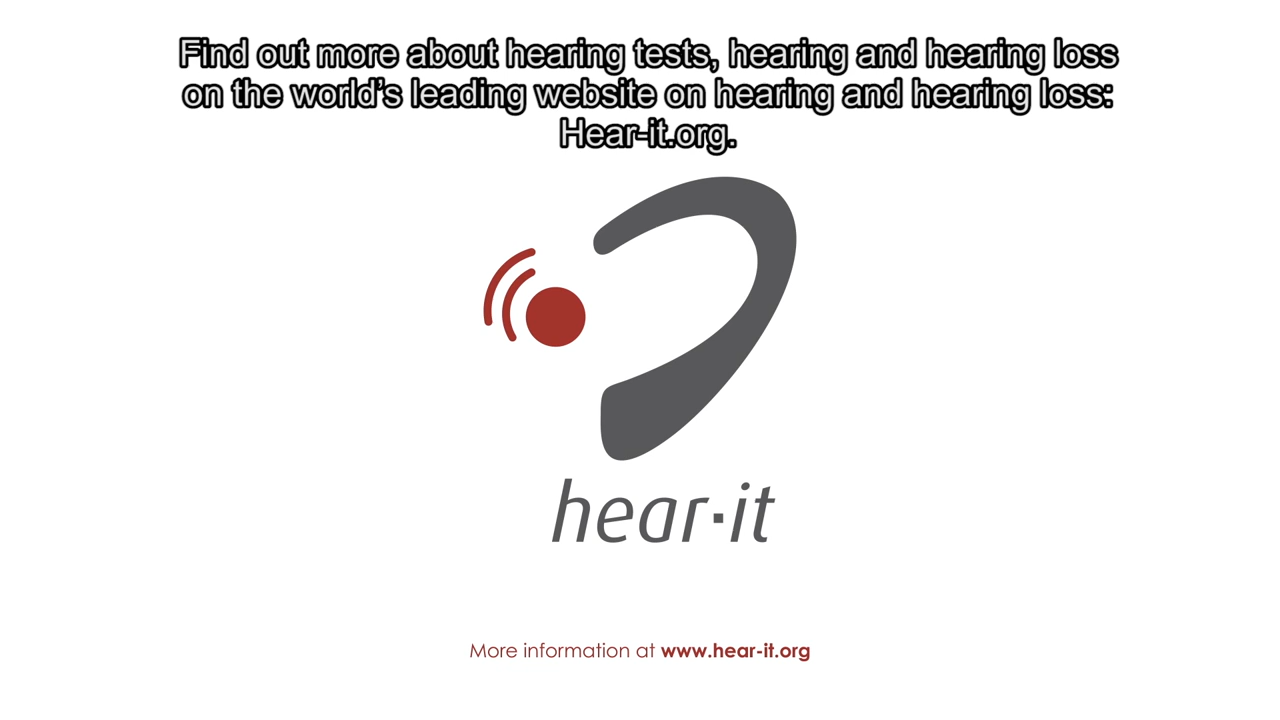 Find out more about hearing tests, hearing and hearing loss
on the world's leading website on hearing and hearing loss:
Hear-it.org.
hear·it
More information at www.hear-it.org